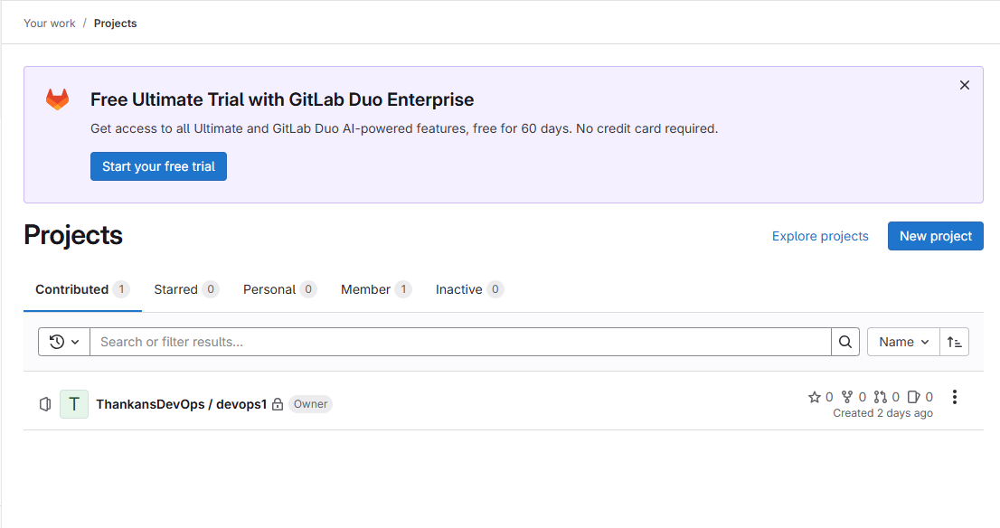 Your work / Projects
Free Ultimate Trial with GitLab Duo Enterprise
Get access to all Ultimate and GitLab Duo AI-powered features, free for 60 days. No credit card required.
Start your free trial
Projects
Explore projects
New project
Contributed 1 Starred 0 Personal 0 Member 1 Inactive 0
Search or filter results...
Name
T ThankansDevOps / devops1 Owner
0 0 0 0
Created 2 days ago